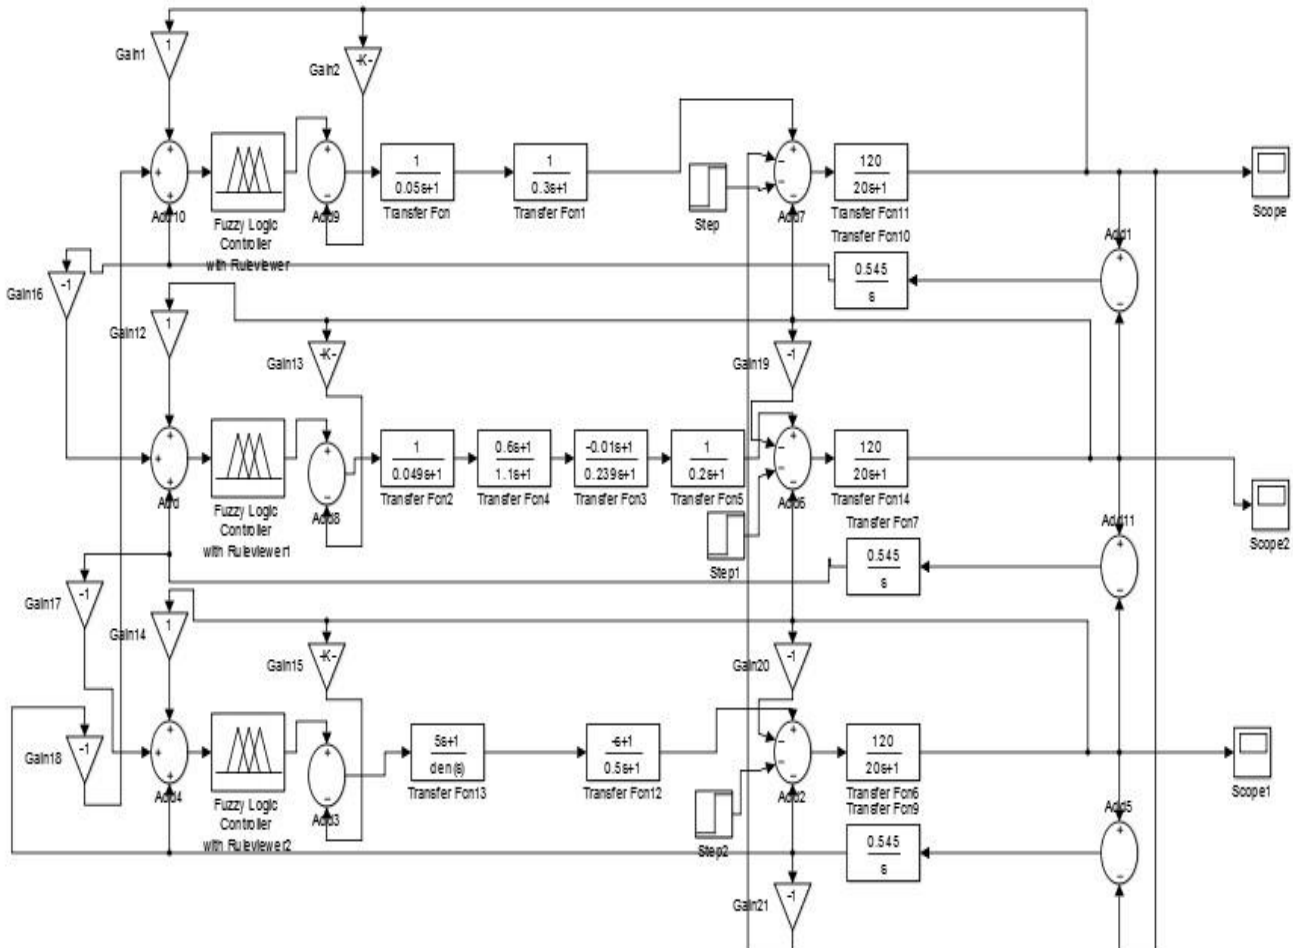 Gain1
1
Gain2
-K-
+
+
+
Add10
Fuzzy Logic
Controller
with Ruleviewer
+
−
Add9
1
0.05s+1
Transfer Fcn
1
0.3s+1
Transfer Fcn1
Step
+
−
−
−
Add7
120
20s+1
Transfer Fcn11
Scope
Transfer Fcn10
0.545
s
Add1
+
−
Gain16
-1
Gain12
1
Gain13
-K-
Gain19
-1
+
+
+
Add
Fuzzy Logic
Controller
with Ruleviewer1
+
−
Add8
1
0.049s+1
Transfer Fcn2
0.6s+1
1.1s+1
Transfer Fcn4
-0.01s+1
0.239s+1
Transfer Fcn3
1
0.2s+1
Transfer Fcn5
Step1
+
−
−
−
Add6
120
20s+1
Transfer Fcn14
Scope2
Transfer Fcn7
0.545
s
Add11
+
−
Gain17
-1
Gain14
1
Gain15
-K-
Gain20
-1
Gain18
-1
+
+
+
Add4
Fuzzy Logic
Controller
with Ruleviewer2
+
−
Add3
5s+1
den(s)
Transfer Fcn13
-s+1
0.5s+1
Transfer Fcn12
Step2
+
−
−
−
Add2
120
20s+1
Transfer Fcn6
Scope1
Transfer Fcn9
0.545
s
Add5
+
−
Gain21
-1